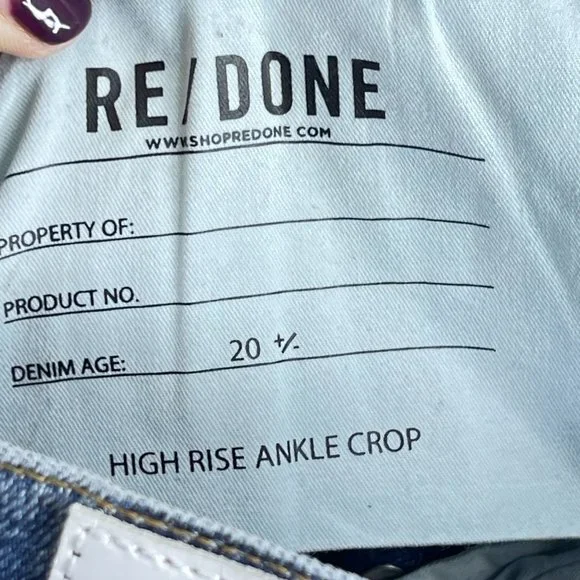 RE/DONE
WWW.SHOPREDONE.COM
PROPERTY OF:
PRODUCT NO.
DENIM AGE: 20 +/-
HIGH RISE ANKLE CROP